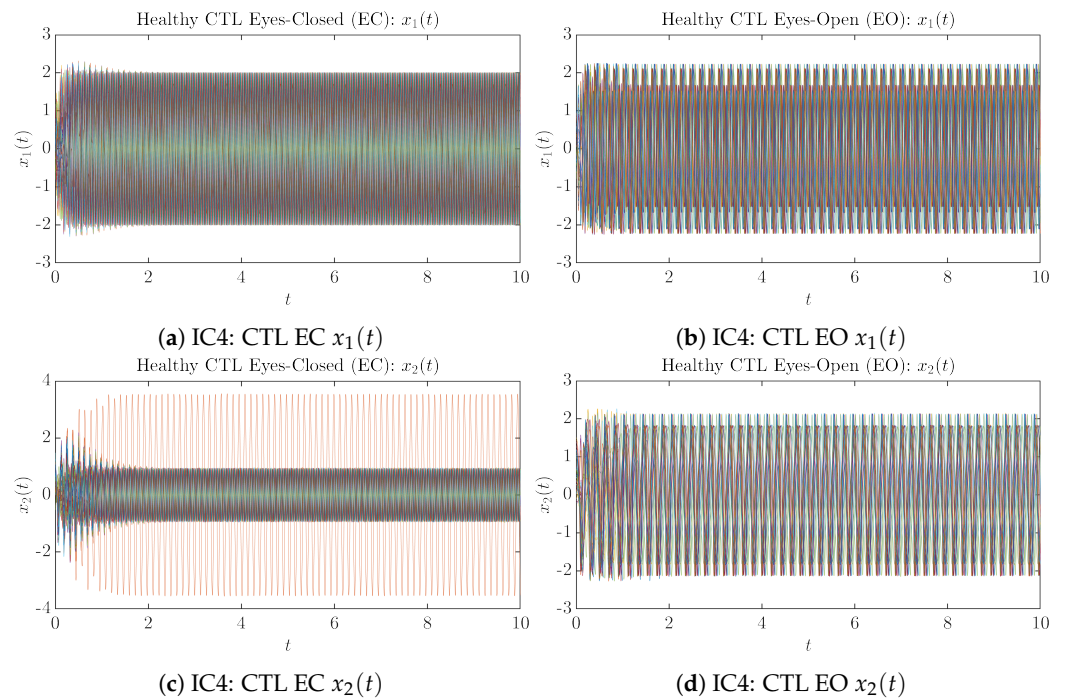 Healthy CTL Eyes-Closed (EC): x₁(t)
3
2
1
0
-1
-2
-3
x₁(t)
0 2 4 6 8 10
t
(a) IC4: CTL EC x₁(t)
Healthy CTL Eyes-Open (EO): x₁(t)
3
2
1
0
-1
-2
-3
x₁(t)
0 2 4 6 8 10
t
(b) IC4: CTL EO x₁(t)
Healthy CTL Eyes-Closed (EC): x₂(t)
4
2
0
-2
-4
x₂(t)
0 2 4 6 8 10
t
(c) IC4: CTL EC x₂(t)
Healthy CTL Eyes-Open (EO): x₂(t)
3
2
1
0
-1
-2
-3
x₂(t)
0 2 4 6 8 10
t
(d) IC4: CTL EO x₂(t)